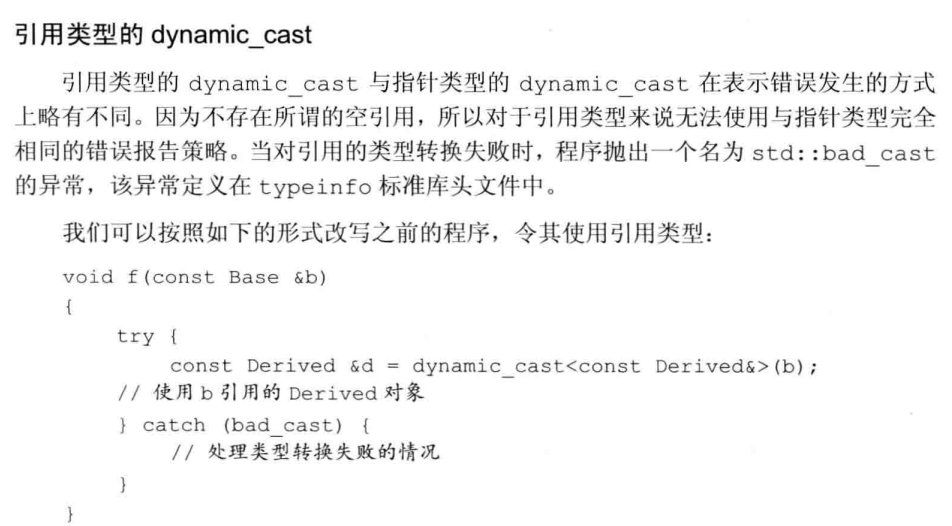 引用类型的 dynamic_cast
引用类型的 dynamic_cast 与指针类型的 dynamic_cast 在表示错误发生的方式
上略有不同。因为不存在所谓的空引用，所以对于引用类型来说无法使用与指针类型完全
相同的错误报告策略。当对引用的类型转换失败时，程序抛出一个名为 std::bad_cast
的异常，该异常定义在 typeinfo 标准库头文件中。
我们可以按照如下的形式改写之前的程序，令其使用引用类型：
void f(const Base &b)
{
    try {
        const Derived &d = dynamic_cast<const Derived&>(b);
    // 使用 b 引用的 Derived 对象
    } catch (bad_cast) {
        // 处理类型转换失败的情况
    }
}